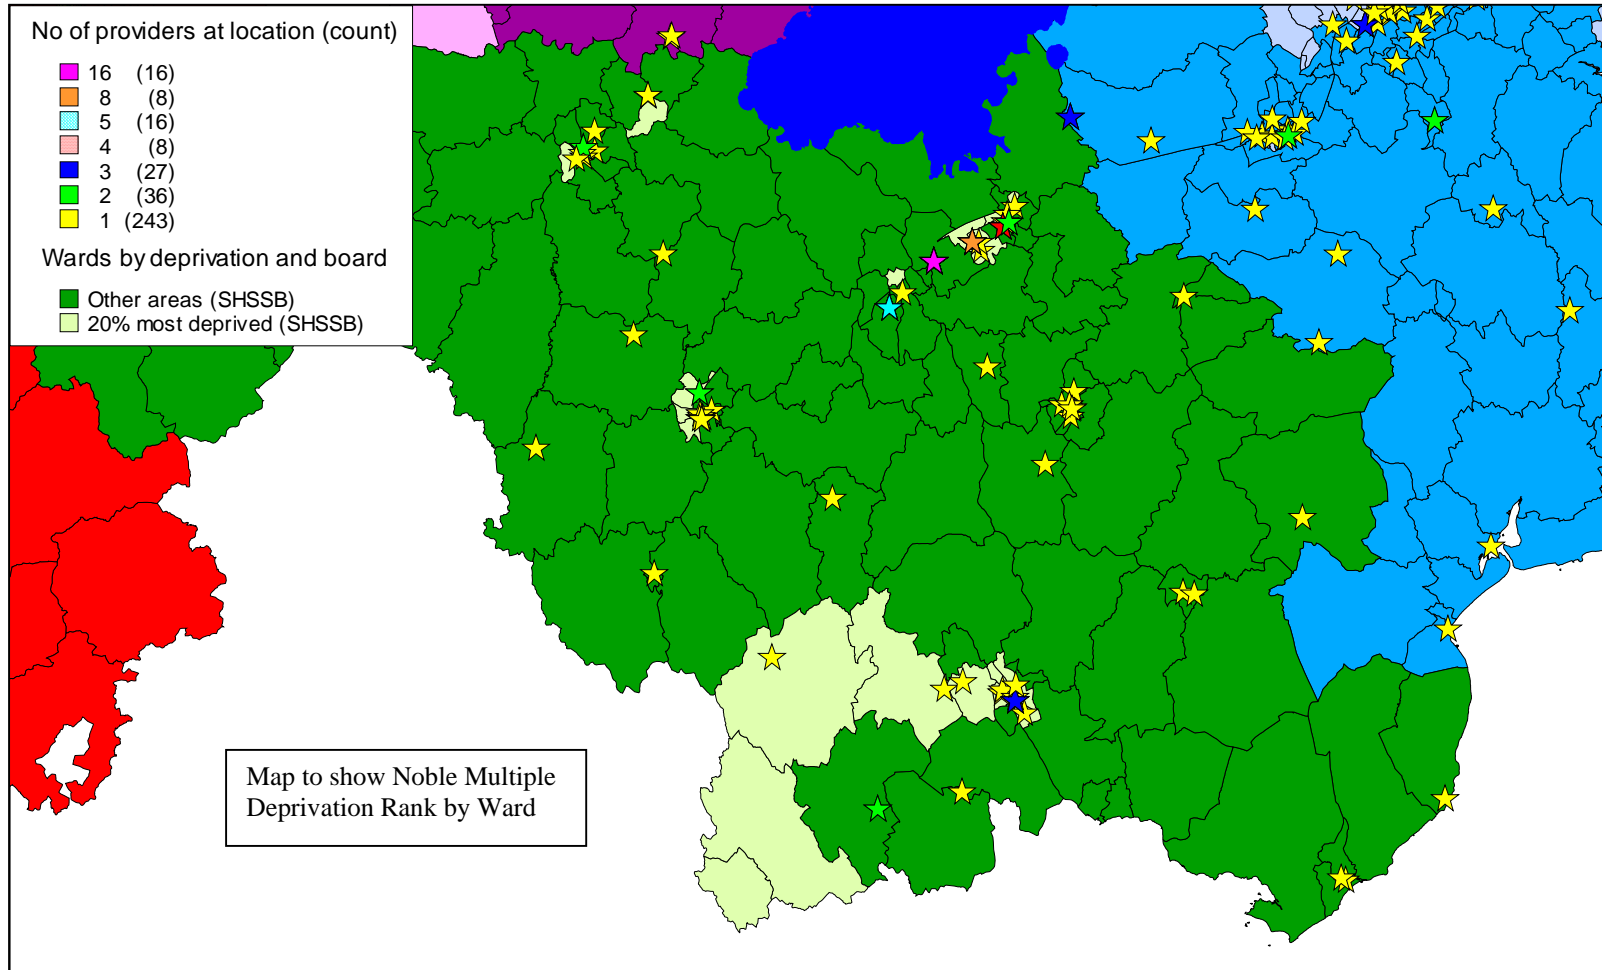 No of providers at location (count)
16 (16)
8 (8)
5 (16)
4 (8)
3 (27)
2 (36)
1 (243)
Wards by deprivation and board
Other areas (SHSSB)
20% most deprived (SHSSB)
Map to show Noble Multiple
Deprivation Rank by Ward